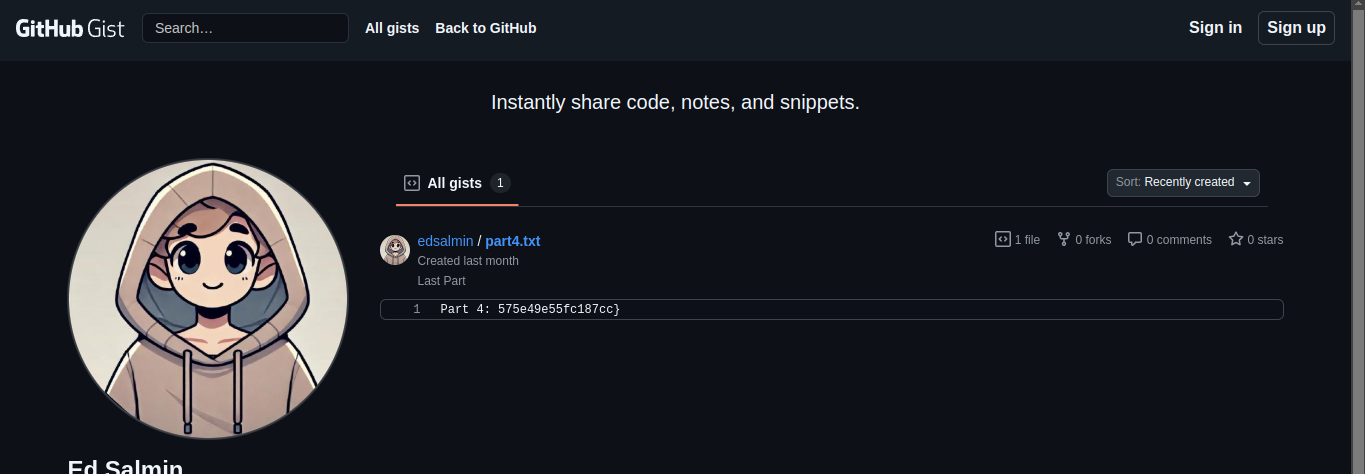 GitHub Gist Search… All gists Back to GitHub Sign in Sign up
Instantly share code, notes, and snippets.
All gists 1 Sort: Recently created
edsalmin / part4.txt 1 file 0 forks 0 comments 0 stars
Created last month
Last Part
1 Part 4: 575e49e55fc187cc}
Ed Salmin